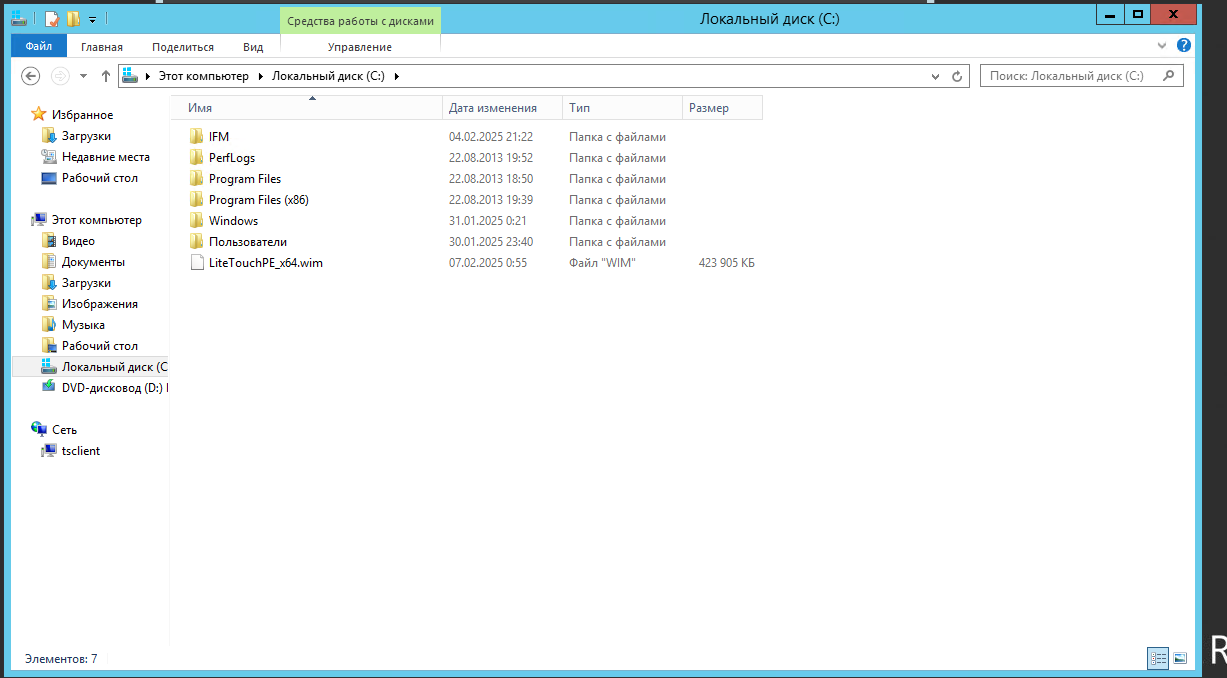 Средства работы с дисками
Локальный диск (C:)
Файл
Главная
Поделиться
Вид
Управление
Этот компьютер
Локальный диск (C:)
Поиск: Локальный диск (C:)
Имя
Дата изменения
Тип
Размер
Избранное
Загрузки
Недавние места
Рабочий стол
Этот компьютер
Видео
Документы
Загрузки
Изображения
Музыка
Рабочий стол
Локальный диск (C
DVD-дисковод (D:)
Сеть
tsclient
IFM 04.02.2025 21:22 Папка с файлами
PerfLogs 22.08.2013 19:52 Папка с файлами
Program Files 22.08.2013 18:50 Папка с файлами
Program Files (x86) 22.08.2013 19:39 Папка с файлами
Windows 31.01.2025 0:21 Папка с файлами
Пользователи 30.01.2025 23:40 Папка с файлами
LiteTouchPE_x64.wim 07.02.2025 0:55 Файл "WIM" 423 905 КБ
Элементов: 7
R